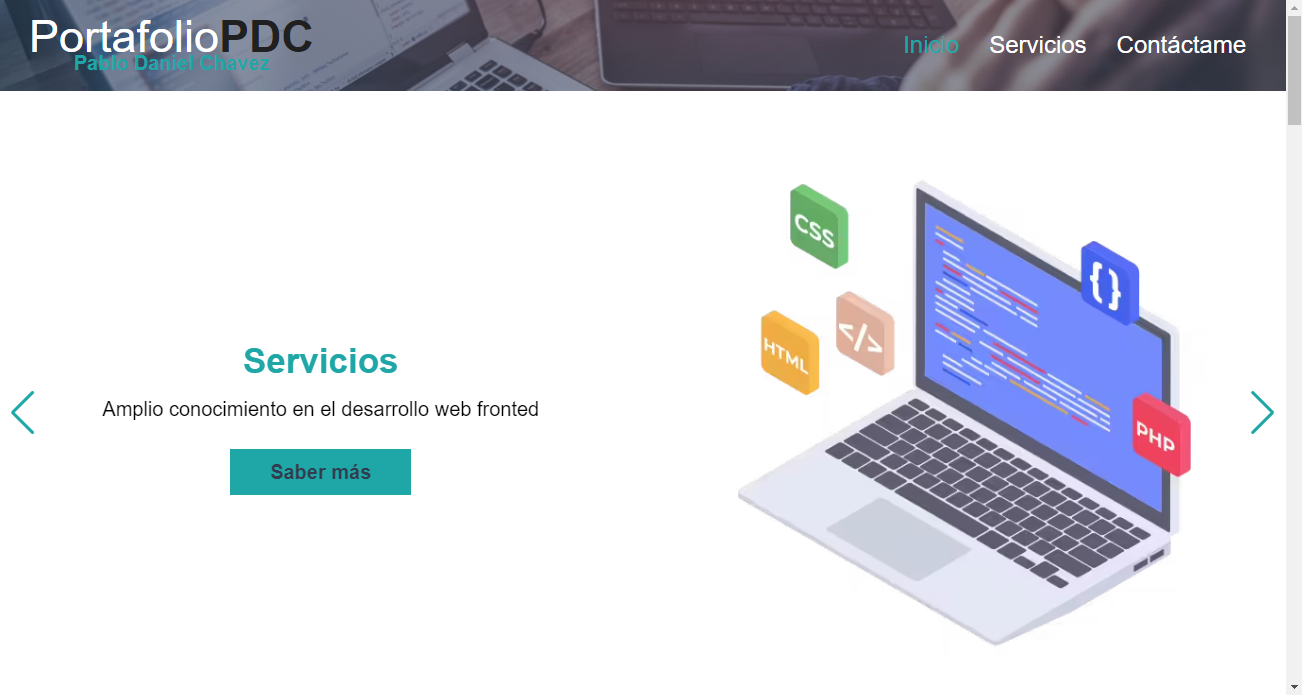 PortafolioPDC
Pablo Daniel Chavez
Inicio Servicios Contáctame
Servicios
Amplio conocimiento en el desarrollo web fronted
Saber más
CSS
</>
HTML
{}
PHP